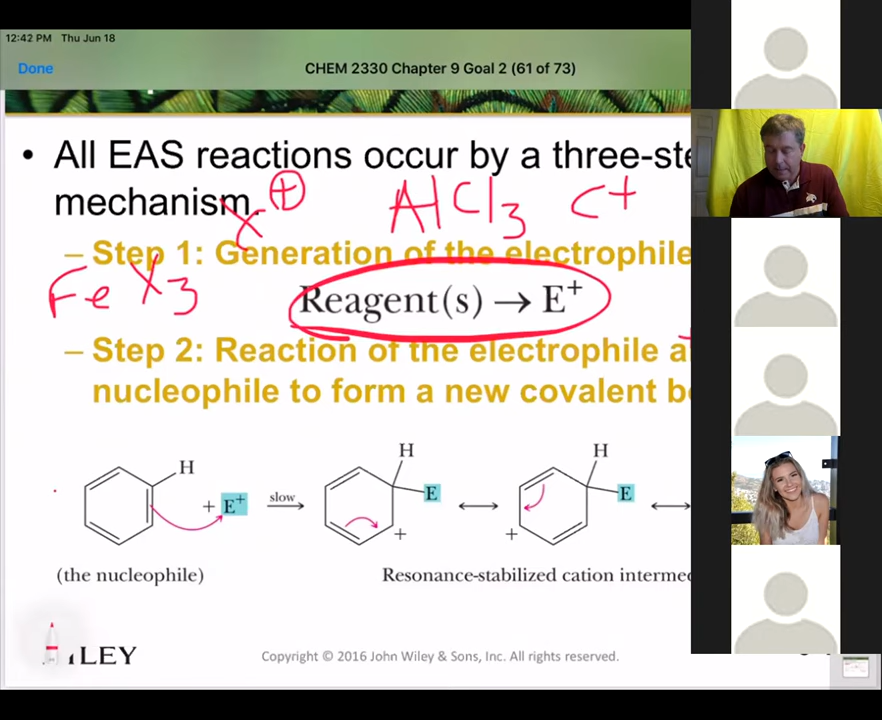 12:42 PM Thu Jun 18
Done
CHEM 2330 Chapter 9 Goal 2 (61 of 73)
• All EAS reactions occur by a three-ste
mechanism.
X⊕ AlCl3 C+
– Step 1: Generation of the electrophile
FeX3
Reagent(s) → E+
– Step 2: Reaction of the electrophile a
nucleophile to form a new covalent b
H H H
+ E+ slow E E
+ +
(the nucleophile) Resonance-stabilized cation interme
WILEY
Copyright © 2016 John Wiley & Sons, Inc. All rights reserved.